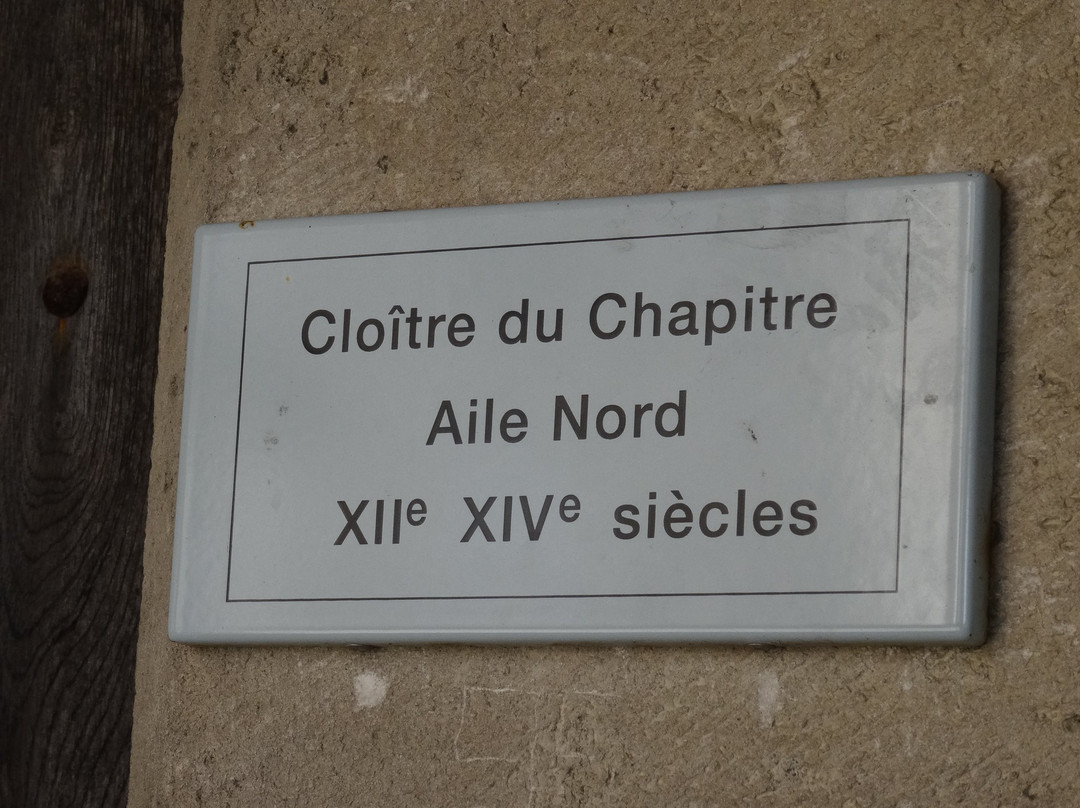 Cloître du Chapitre
Aile Nord
XIIe XIVe siècles